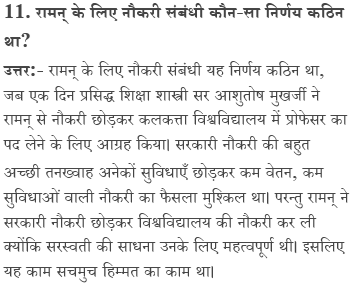 11. रामन् के लिए नौकरी संबंधी कौन-सा निर्णय कठिन
था?
उत्तर:- रामन् के लिए नौकरी संबंधी यह निर्णय कठिन था,
जब एक दिन प्रसिद्ध शिक्षा शास्त्री सर आशुतोष मुखर्जी ने
रामन् से नौकरी छोड़कर कलकत्ता विश्वविद्यालय में प्रोफेसर का
पद लेने के लिए आग्रह किया। सरकारी नौकरी की बहुत
अच्छी तनख्वाह अनेकों सुविधाएँ छोड़कर कम वेतन, कम
सुविधाओं वाली नौकरी का फैसला मुश्किल था। परन्तु रामन् ने
सरकारी नौकरी छोड़कर विश्वविद्यालय की नौकरी कर ली
क्योंकि सरस्वती की साधना उनके लिए महत्वपूर्ण थी। इसलिए
यह काम सचमुच हिम्मत का काम था।